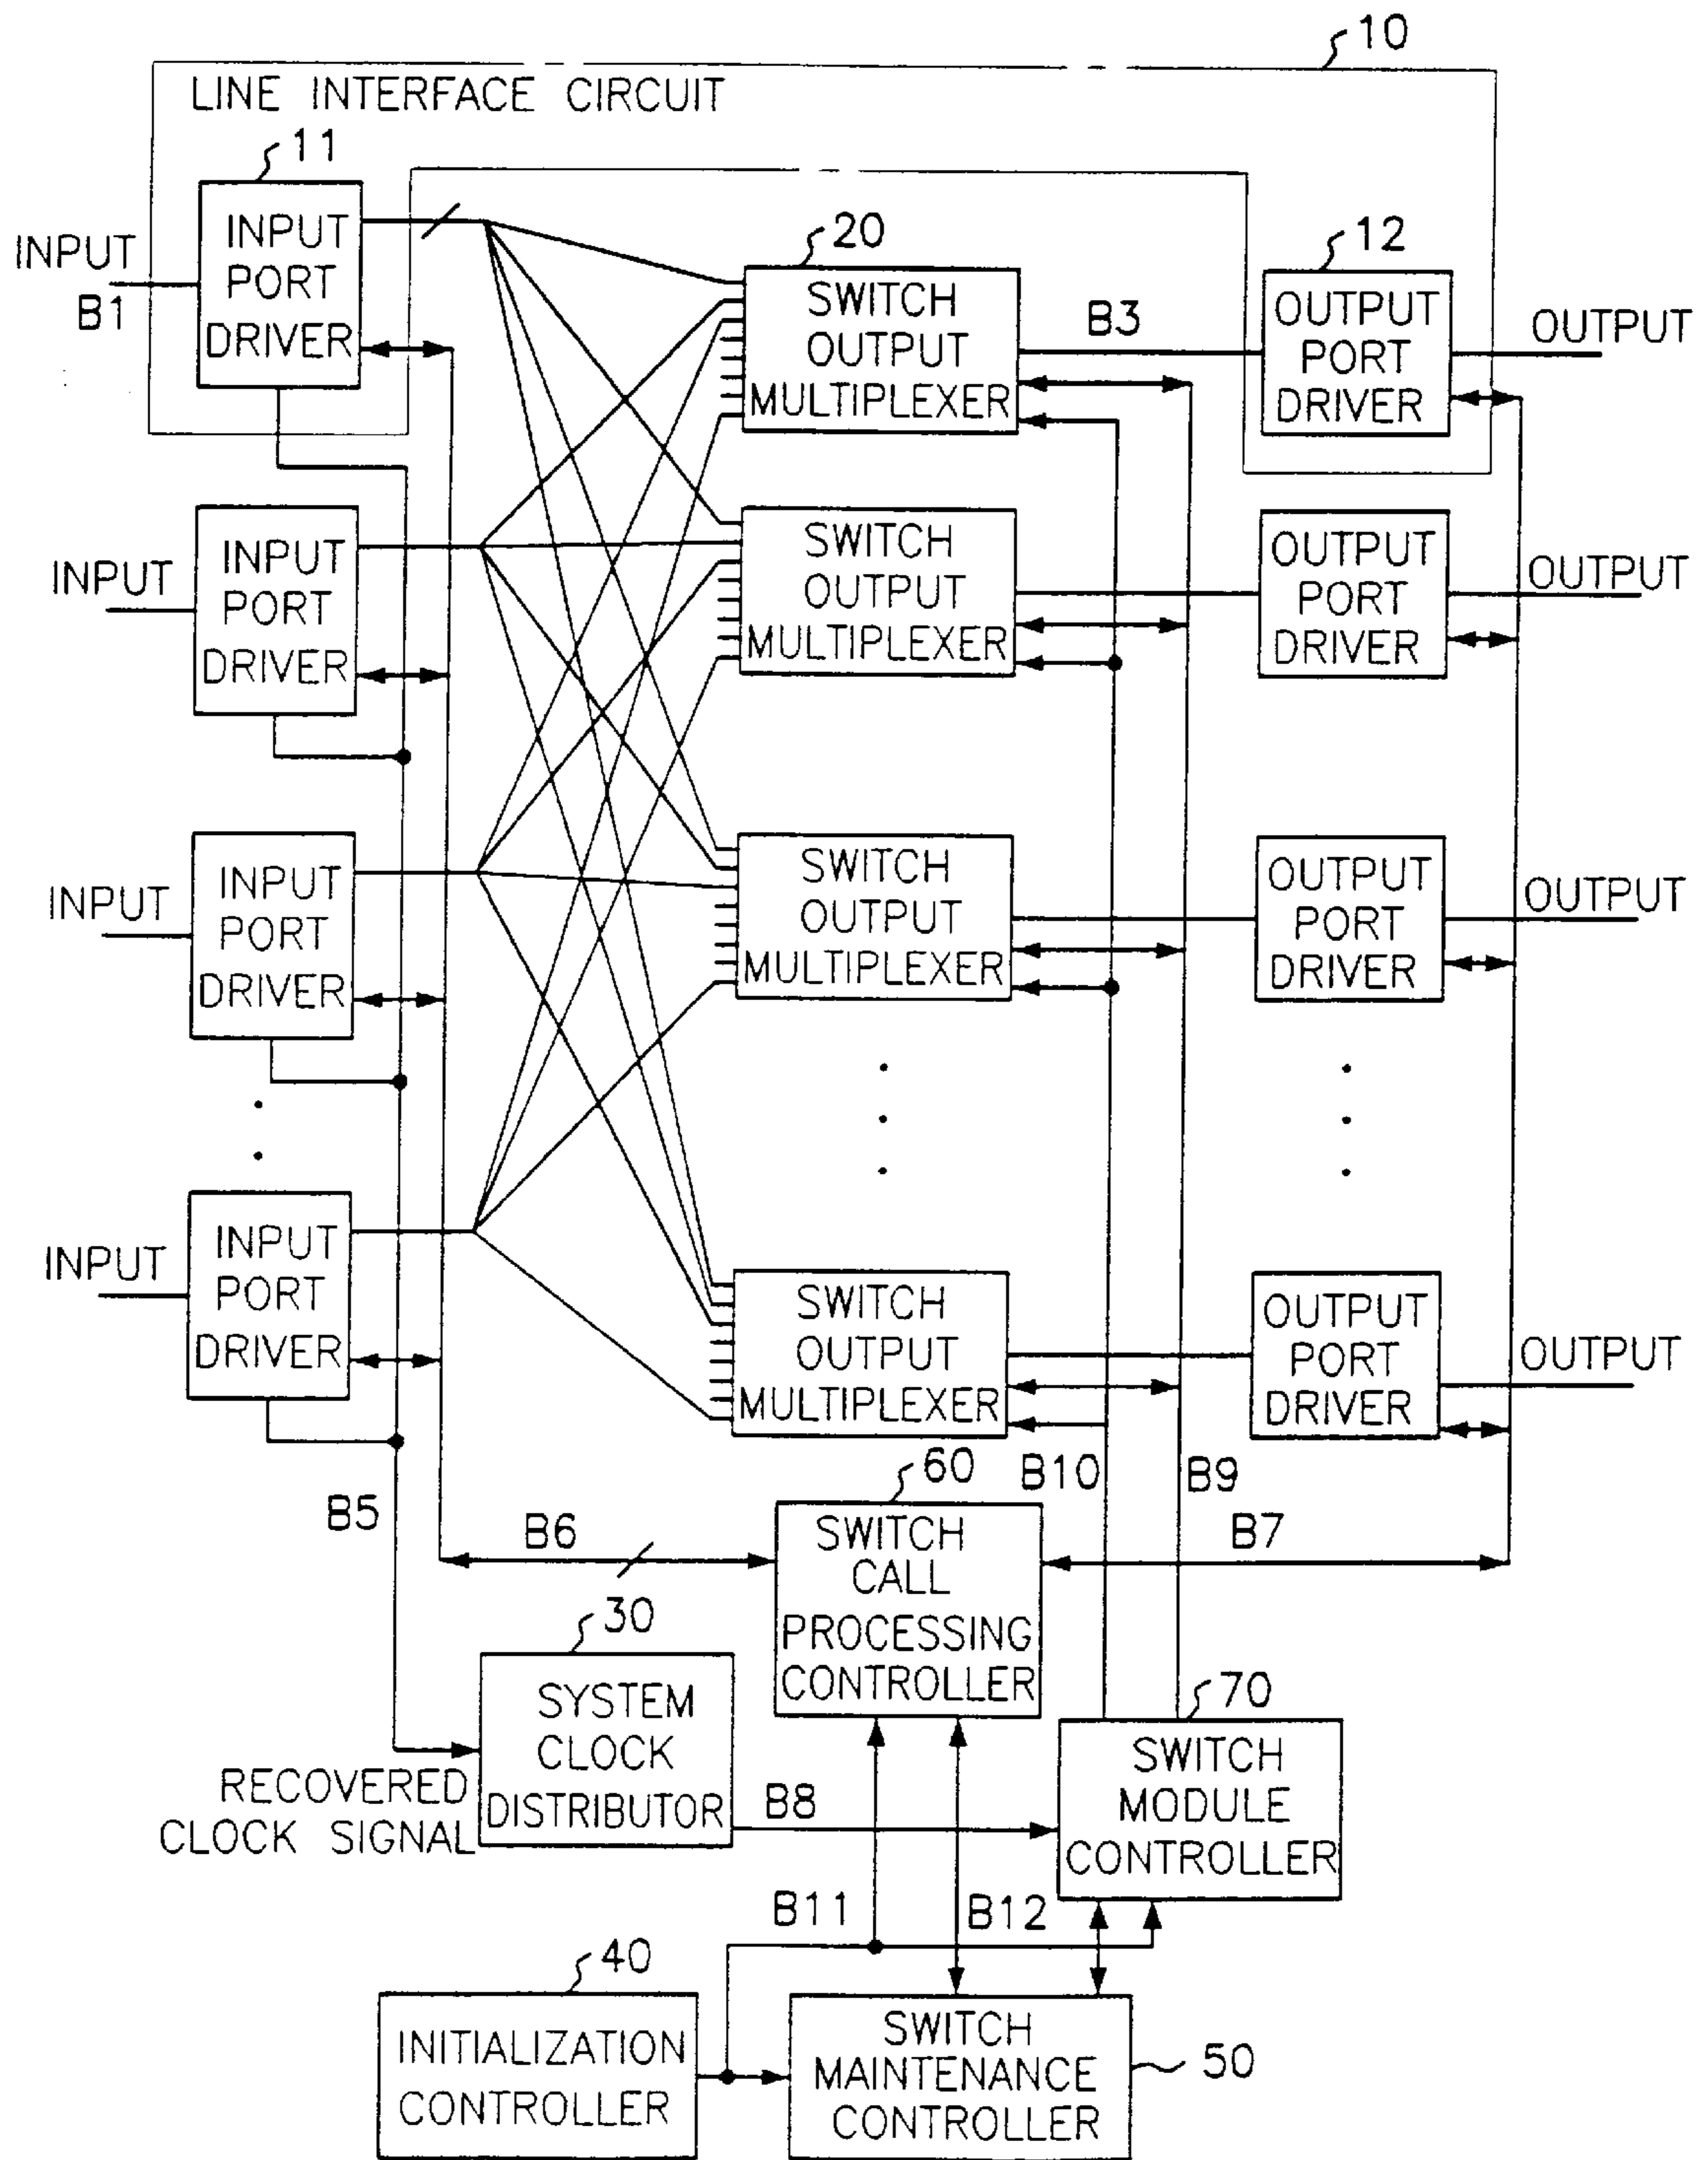 10
LINE INTERFACE CIRCUIT
11
INPUT
B1
INPUT
PORT
DRIVER
20
SWITCH
OUTPUT
MULTIPLEXER
B3
12
OUTPUT
PORT
DRIVER
OUTPUT
INPUT
INPUT
PORT
DRIVER
SWITCH
OUTPUT
MULTIPLEXER
OUTPUT
PORT
DRIVER
OUTPUT
INPUT
INPUT
PORT
DRIVER
SWITCH
OUTPUT
MULTIPLEXER
OUTPUT
PORT
DRIVER
OUTPUT
INPUT
INPUT
PORT
DRIVER
SWITCH
OUTPUT
MULTIPLEXER
OUTPUT
PORT
DRIVER
OUTPUT
B5
B6
60
SWITCH
CALL
PROCESSING
CONTROLLER
B10
B9
B7
30
SYSTEM
CLOCK
DISTRIBUTOR
RECOVERED
CLOCK SIGNAL
B8
70
SWITCH
MODULE
CONTROLLER
B11
B12
40
INITIALIZATION
CONTROLLER
SWITCH
MAINTENANCE
CONTROLLER
50